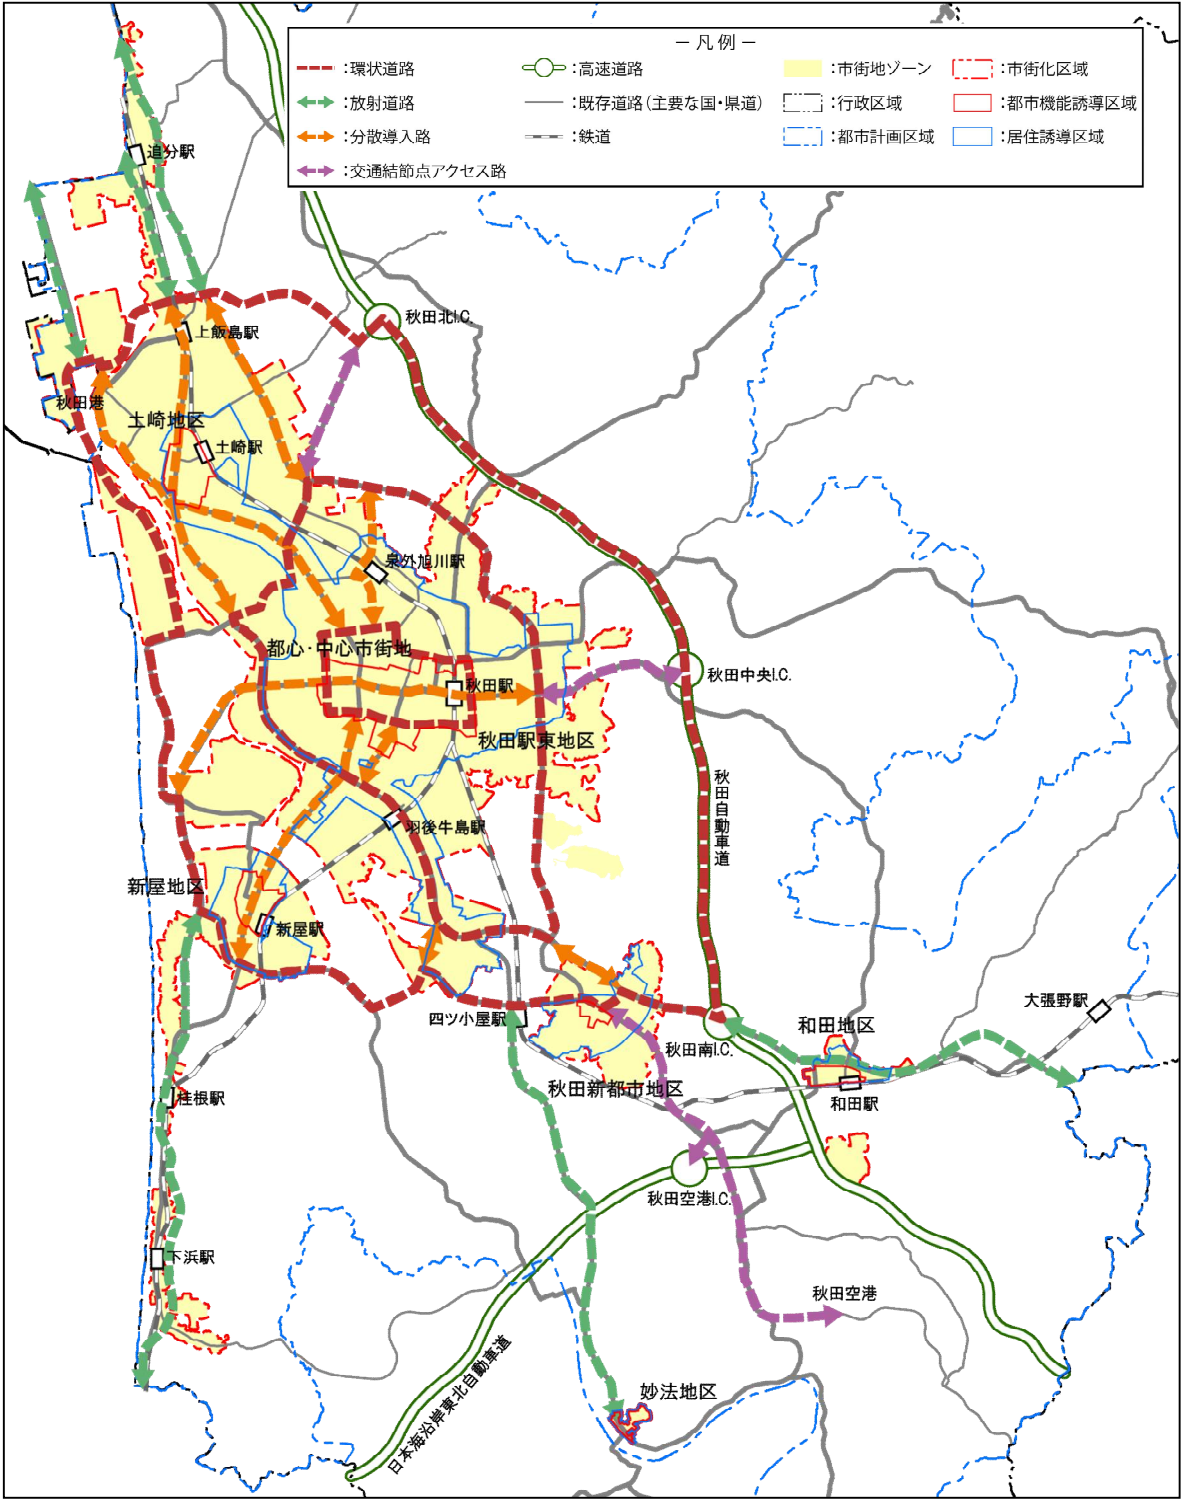 －凡例－
:環状道路
:高速道路
:市街地ゾーン
:市街化区域
:放射道路
:既存道路(主要な国・県道)
:行政区域
:都市機能誘導区域
:分散導入路
:鉄道
:都市計画区域
:居住誘導区域
:交通結節点アクセス路
追分駅
秋田北I.C.
上飯島駅
秋田港
土崎地区
土崎駅
泉外旭川駅
都心・中心市街地
秋田駅
秋田中央I.C.
秋田駅東地区
秋田自動車道
羽後牛島駅
新屋地区
新屋駅
大張野駅
四ツ小屋駅
和田地区
秋田南I.C.
秋田新都市地区
和田駅
桂根駅
秋田空港I.C.
下浜駅
秋田空港
日本海沿岸東北自動車道
妙法地区